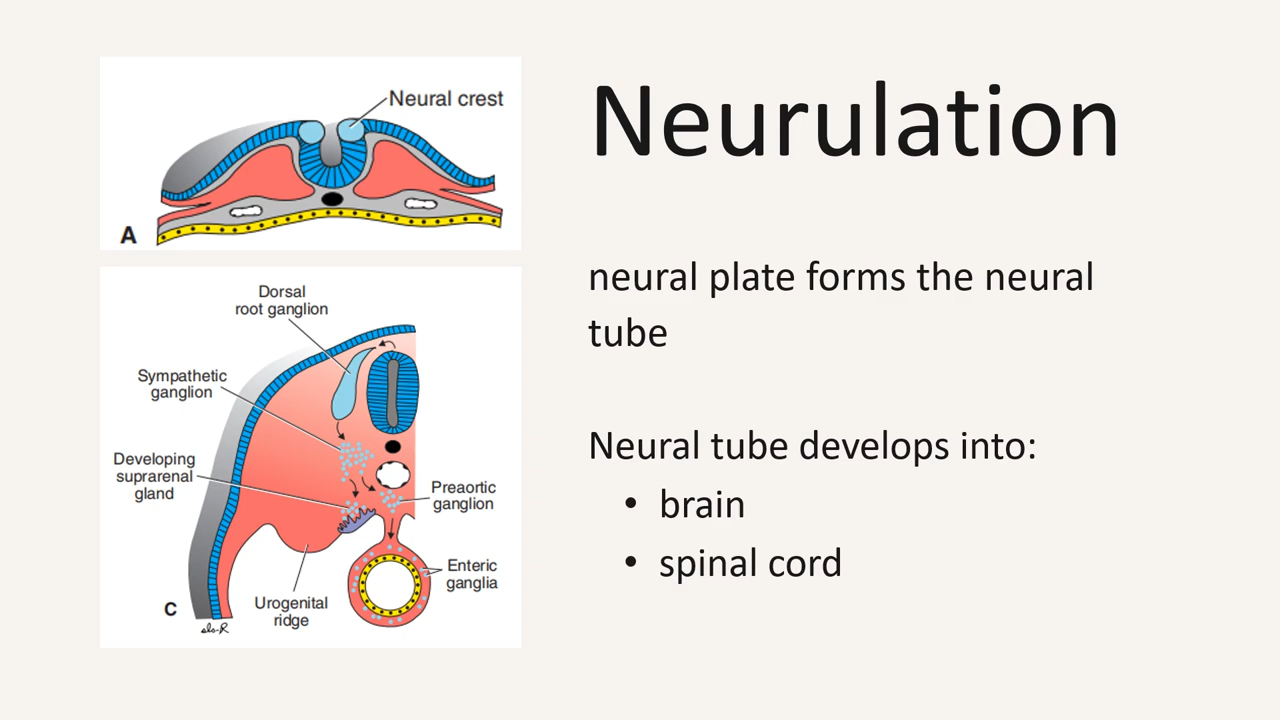 Neural crest
A
Dorsal
root ganglion
Sympathetic
ganglion
Developing
suprarenal
gland
Preaortic
ganglion
Enteric
ganglia
Urogenital
ridge
C
Neurulation
neural plate forms the neural
tube
Neural tube develops into:
• brain
• spinal cord